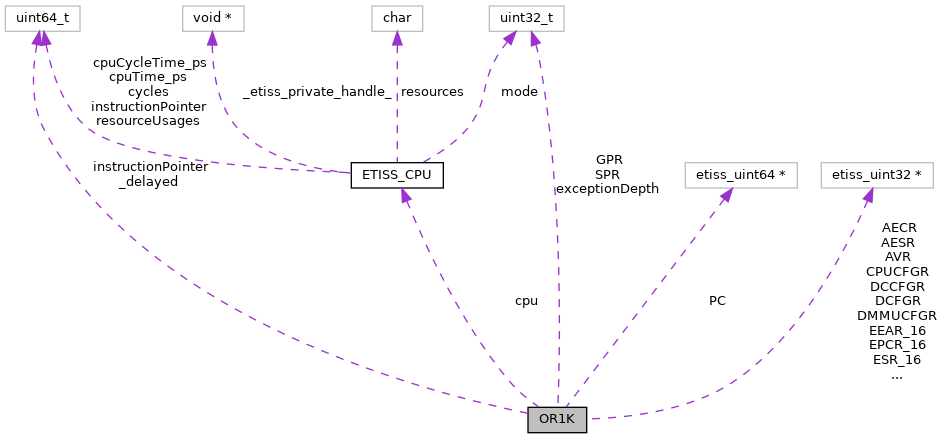 uint64_t
void *
char
uint32_t
cpuCycleTime_ps
cpuTime_ps
cycles
instructionPointer
resourceUsages
_etiss_private_handle_
resources
mode
instructionPointer
_delayed
ETISS_CPU
GPR
SPR
exceptionDepth
etiss_uint64 *
etiss_uint32 *
cpu
PC
AECR
AESR
AVR
CPUCFGR
DCCFGR
DCFGR
DMMUCFGR
EEAR_16
EPCR_16
ESR_16
...
OR1K